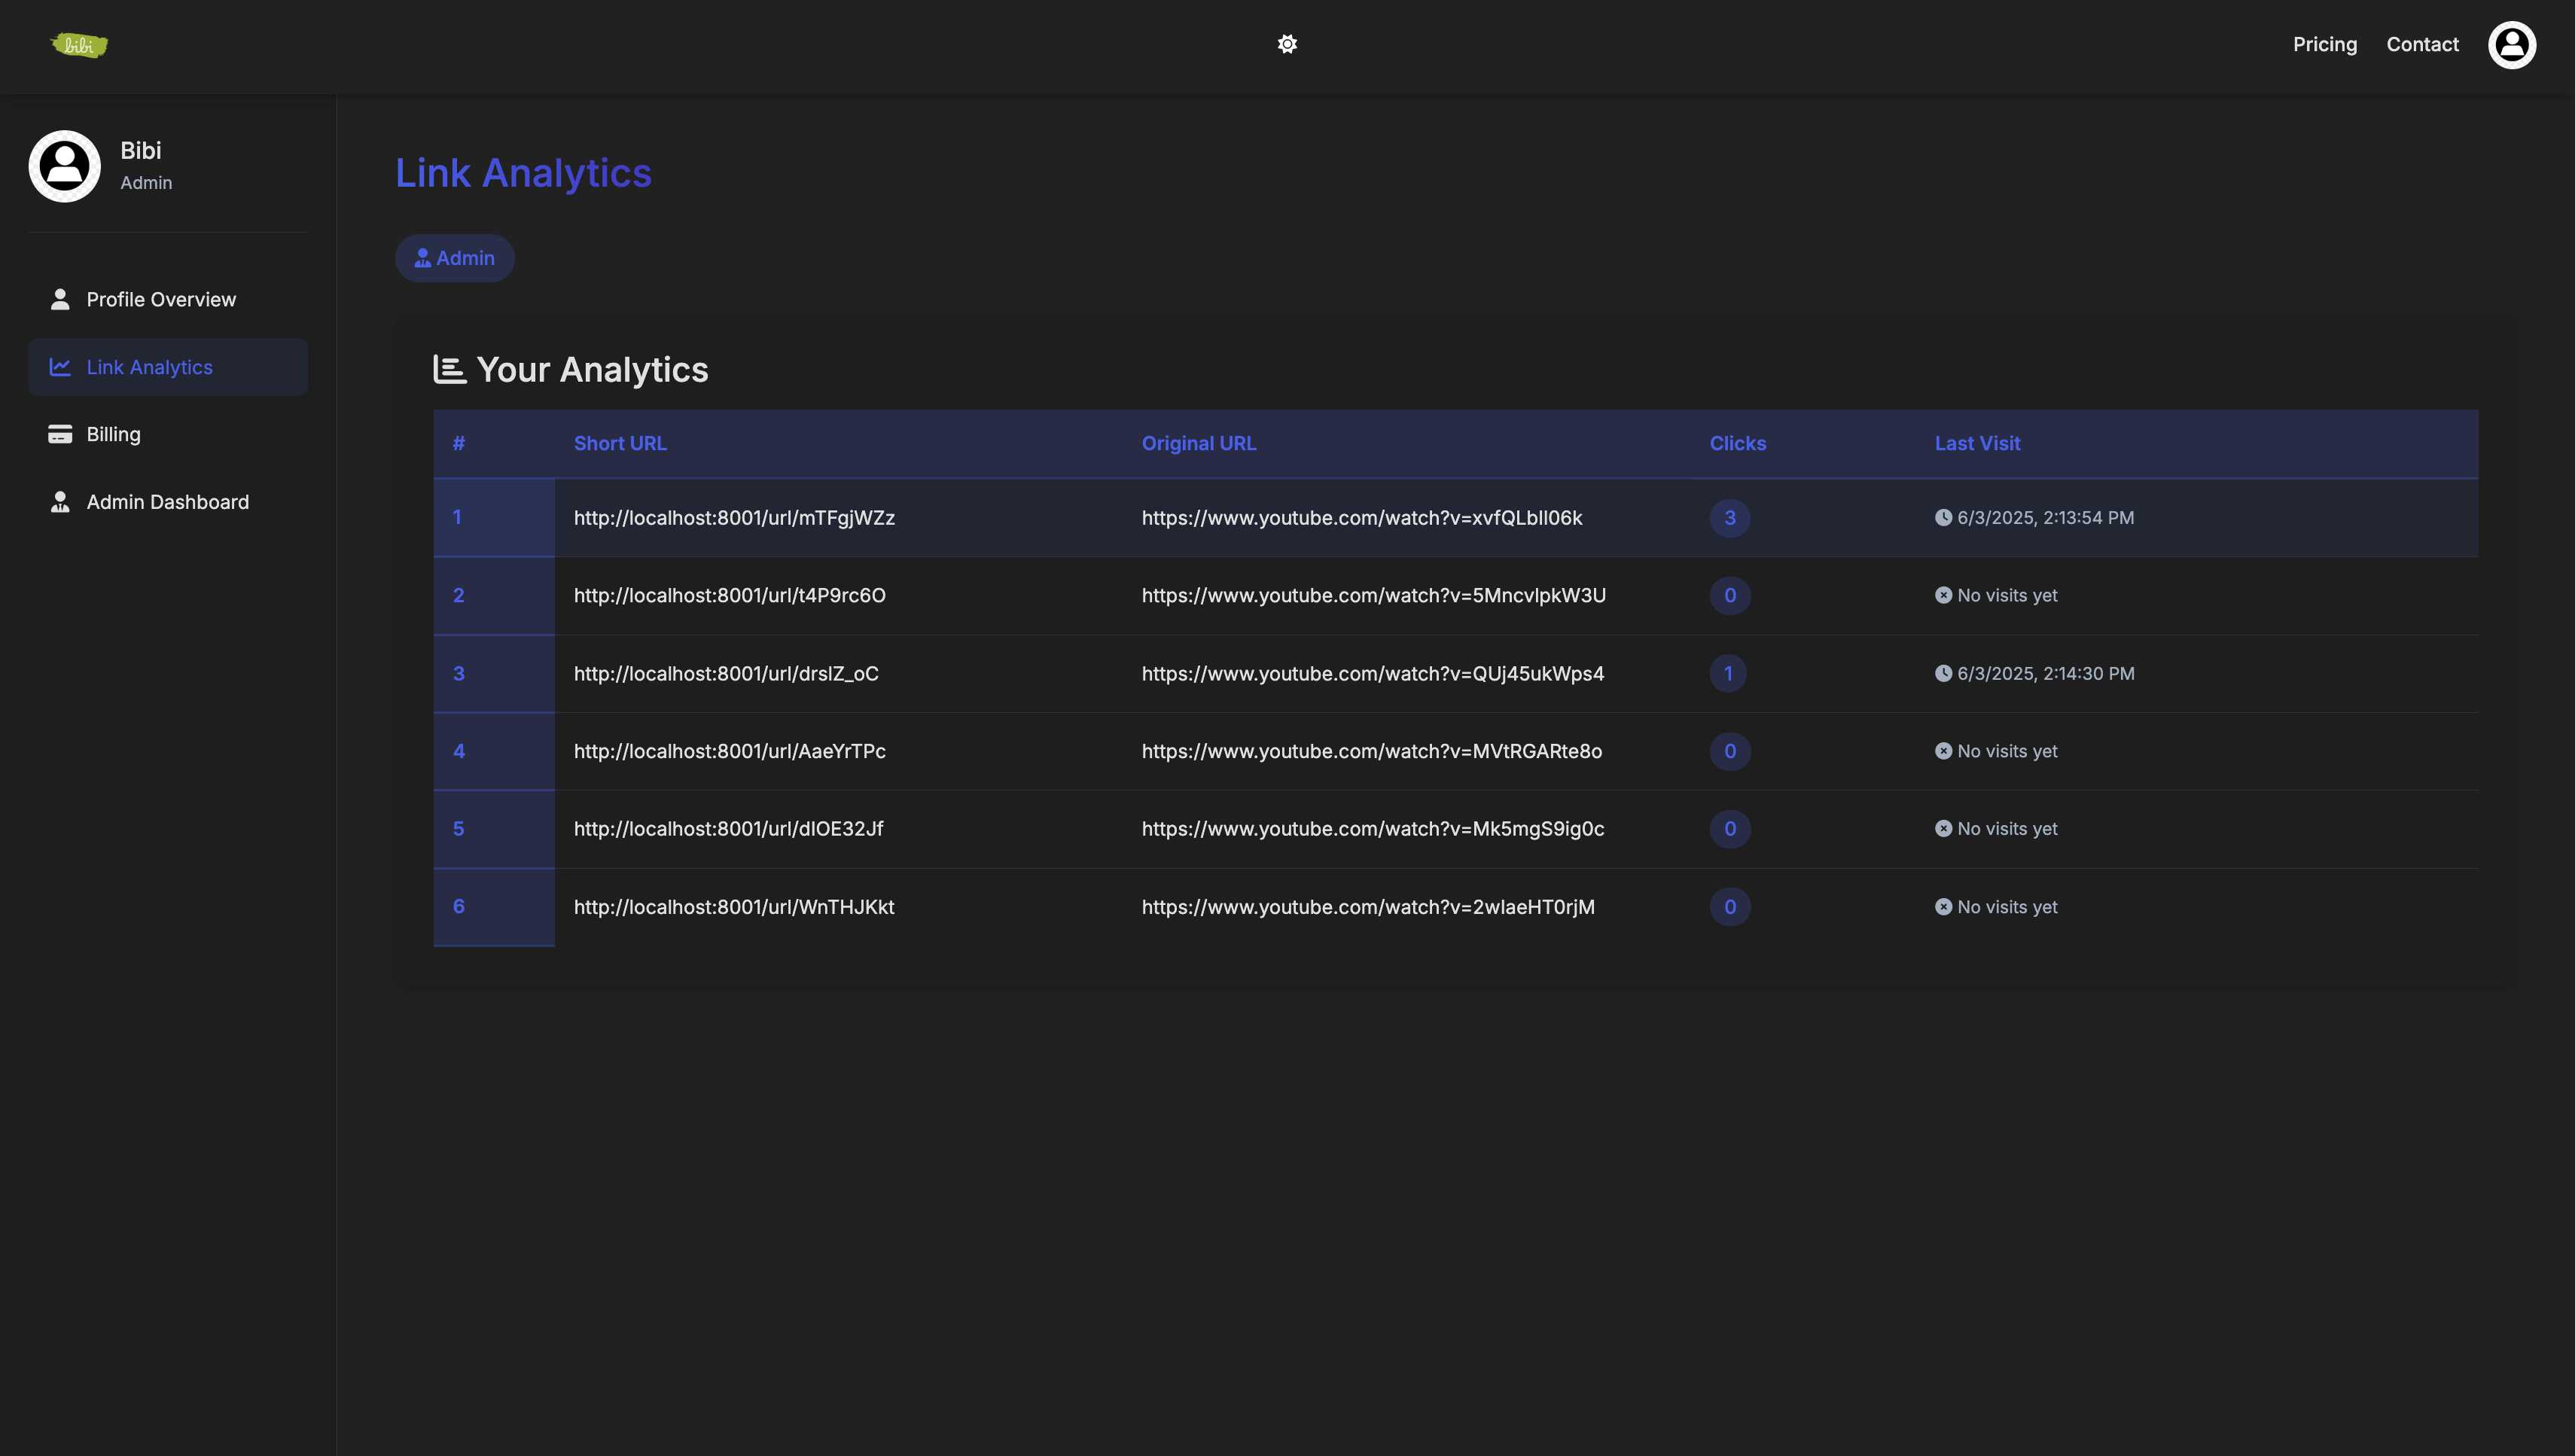 bibi
Pricing Contact
Bibi
Admin
Profile Overview
Link Analytics
Billing
Admin Dashboard
Link Analytics
Admin
Your Analytics
# Short URL Original URL Clicks Last Visit
1 http://localhost:8001/url/mTFgjWZz https://www.youtube.com/watch?v=xvfQLbll06k 3 6/3/2025, 2:13:54 PM
2 http://localhost:8001/url/t4P9rc6O https://www.youtube.com/watch?v=5MncvlpkW3U 0 No visits yet
3 http://localhost:8001/url/drslZ_oC https://www.youtube.com/watch?v=QUj45ukWps4 1 6/3/2025, 2:14:30 PM
4 http://localhost:8001/url/AaeYrTPc https://www.youtube.com/watch?v=MVtRGARte8o 0 No visits yet
5 http://localhost:8001/url/dIOE32Jf https://www.youtube.com/watch?v=Mk5mgS9ig0c 0 No visits yet
6 http://localhost:8001/url/WnTHJKkt https://www.youtube.com/watch?v=2wlaeHT0rjM 0 No visits yet